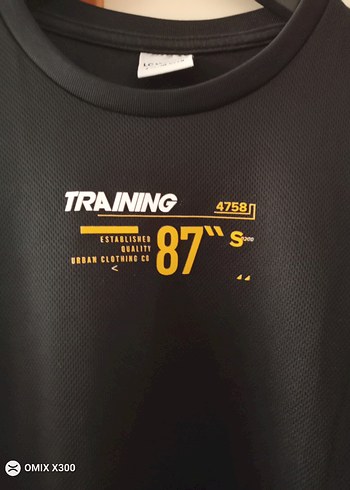 TRAINING
4758
ESTABLISHED
QUALITY
URBAN CLOTHING CO
<
87"
S
OMIX X300